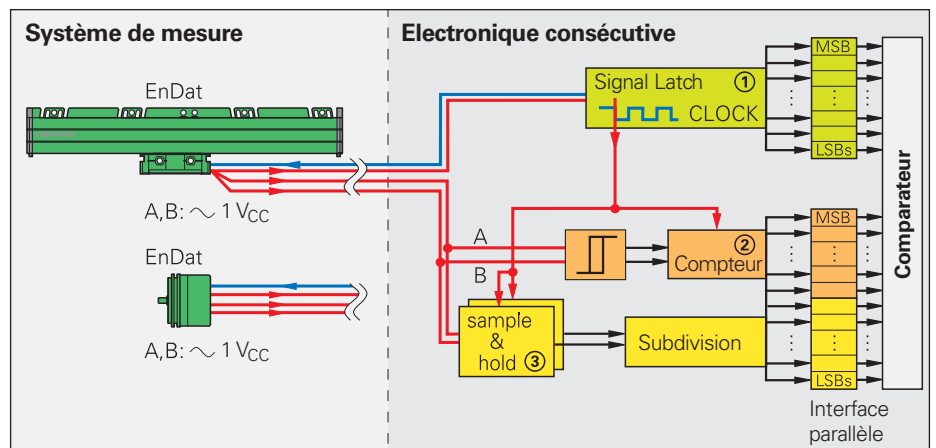 Système de mesure
Electronique consécutive
EnDat
A,B: ~ 1 VCC
EnDat
A,B: ~ 1 VCC
Signal Latch ①
CLOCK
A
B
② Compteur
sample
&
hold ③
Subdivision
MSB
LSBs
MSB
LSBs
Interface
parallèle
Comparateur